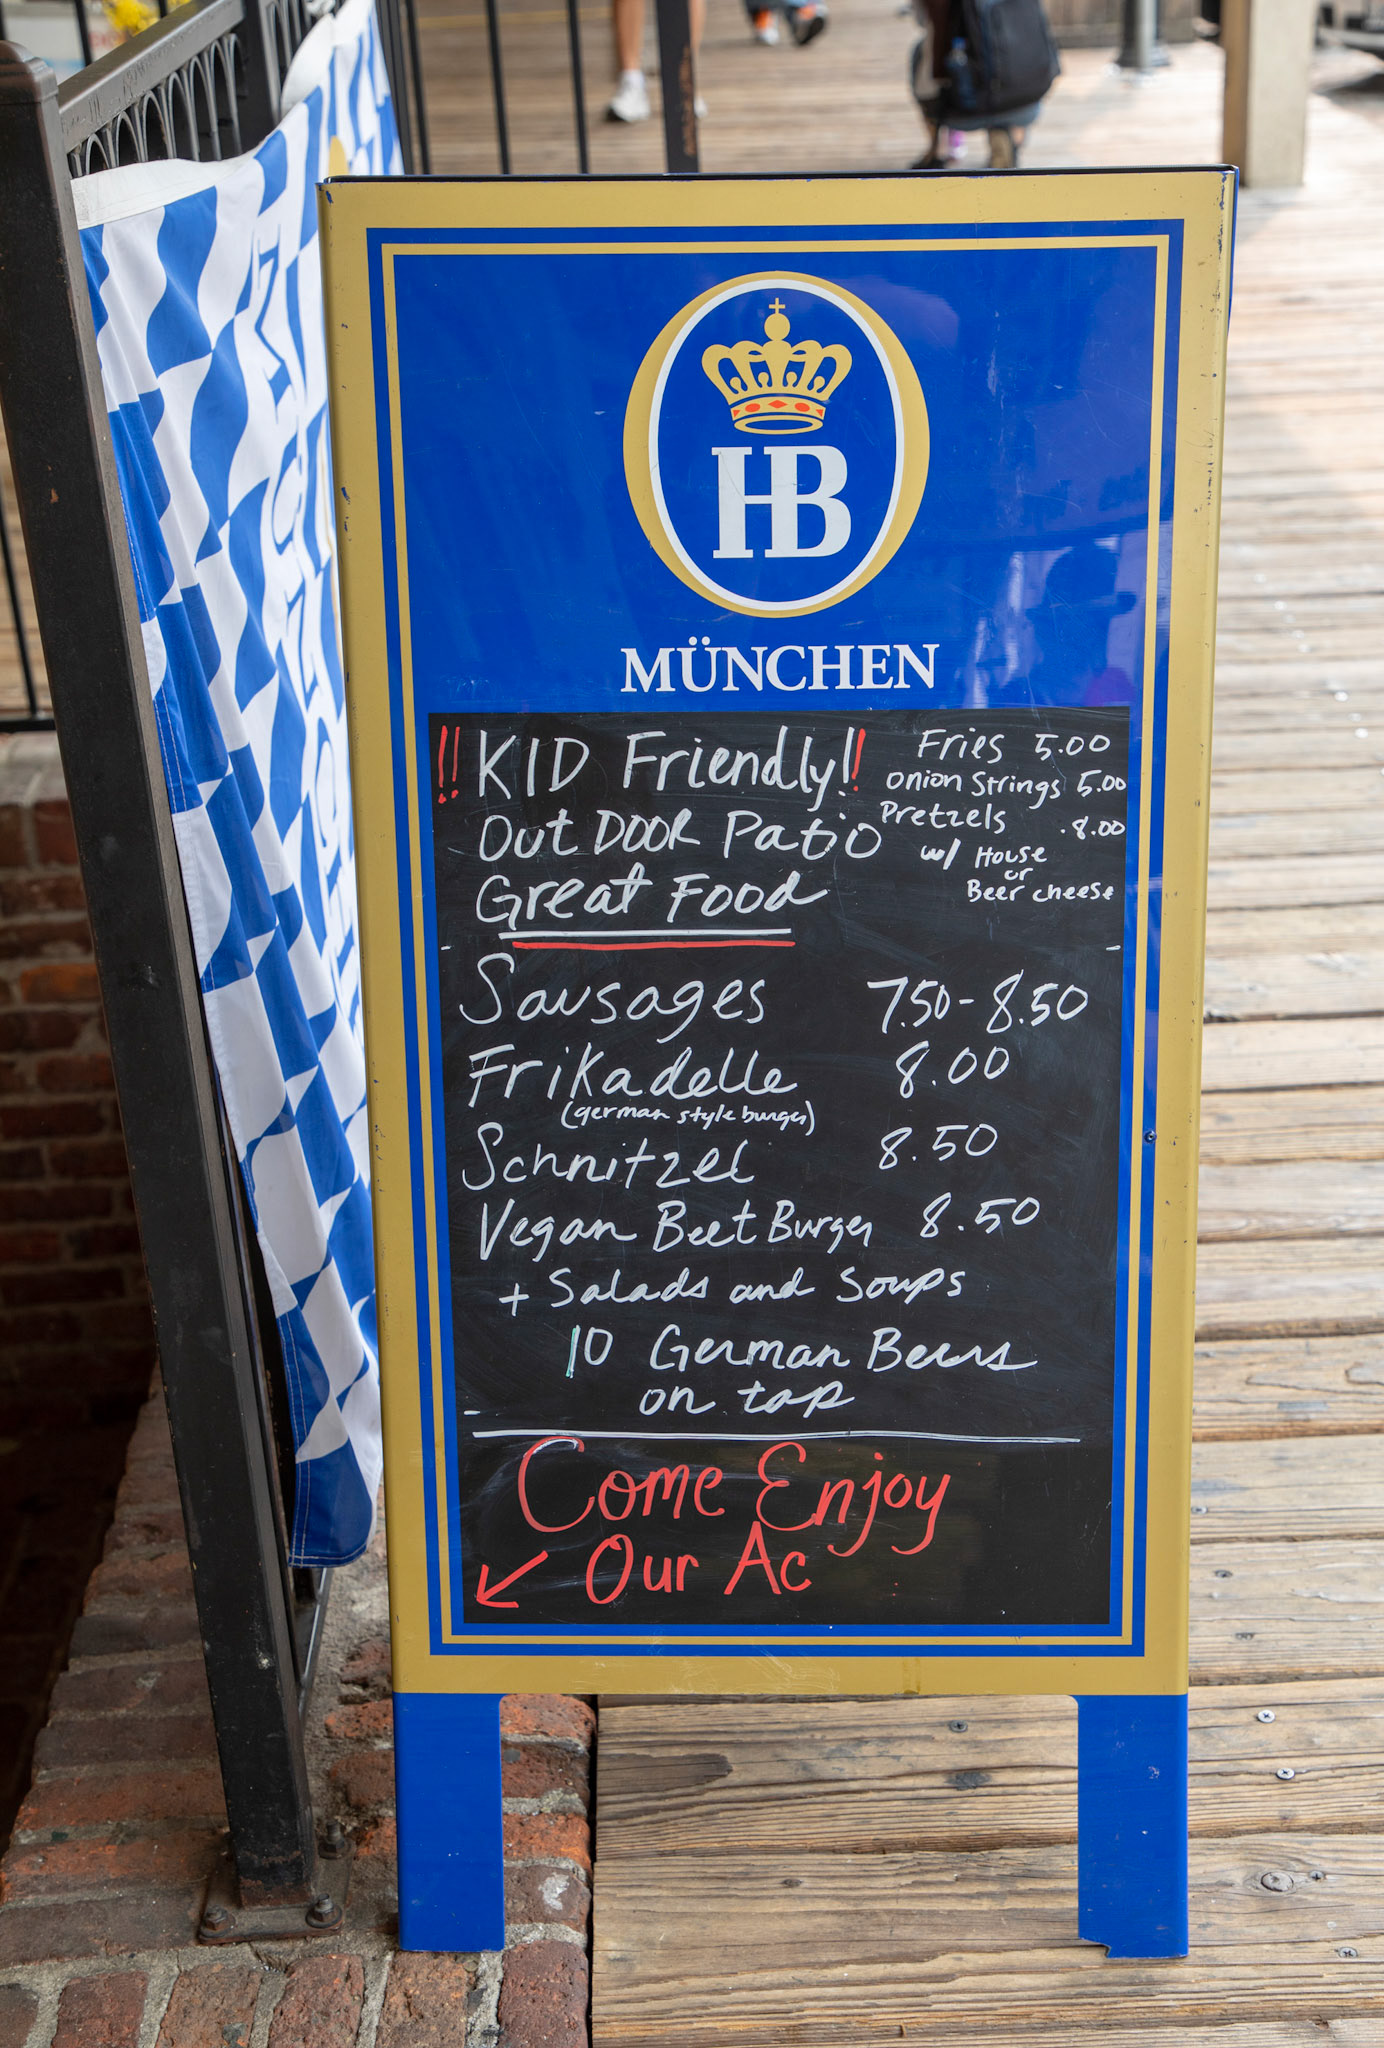 HB
MÜNCHEN
!! KID Friendly!!
OutDOOR Patio
Great Food
Fries 5.00
onion Strings 5.00
Pretzels .8.00
w/ House
or
Beer cheese
Sausages 7.50-8.50
Frikadelle 8.00
(german style burger)
Schnitzel 8.50
Vegan Beet Burger 8.50
+ Salads and Soups
10 German Beers
on tap
Come Enjoy
Our Ac